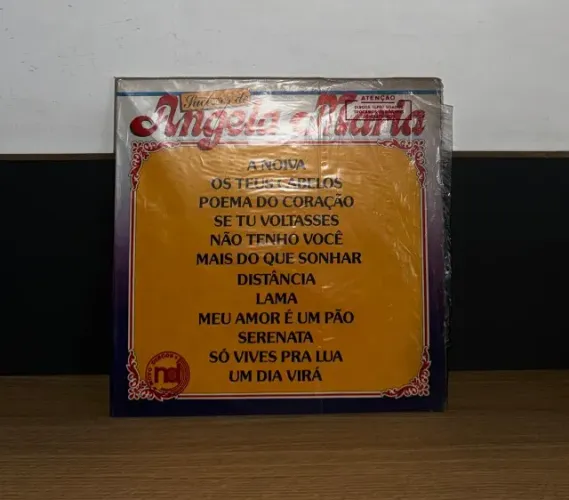 Sucessos de
ATENÇÃO
Angela Maria
A NOIVA
OS TEUS CABELOS
POEMA DO CORAÇÃO
SE TU VOLTASSES
NÃO TENHO VOCÊ
MAIS DO QUE SONHAR
DISTÂNCIA
LAMA
MEU AMOR É UM PÃO
SERENATA
SÓ VIVES PRA LUA
UM DIA VIRÁ
nd